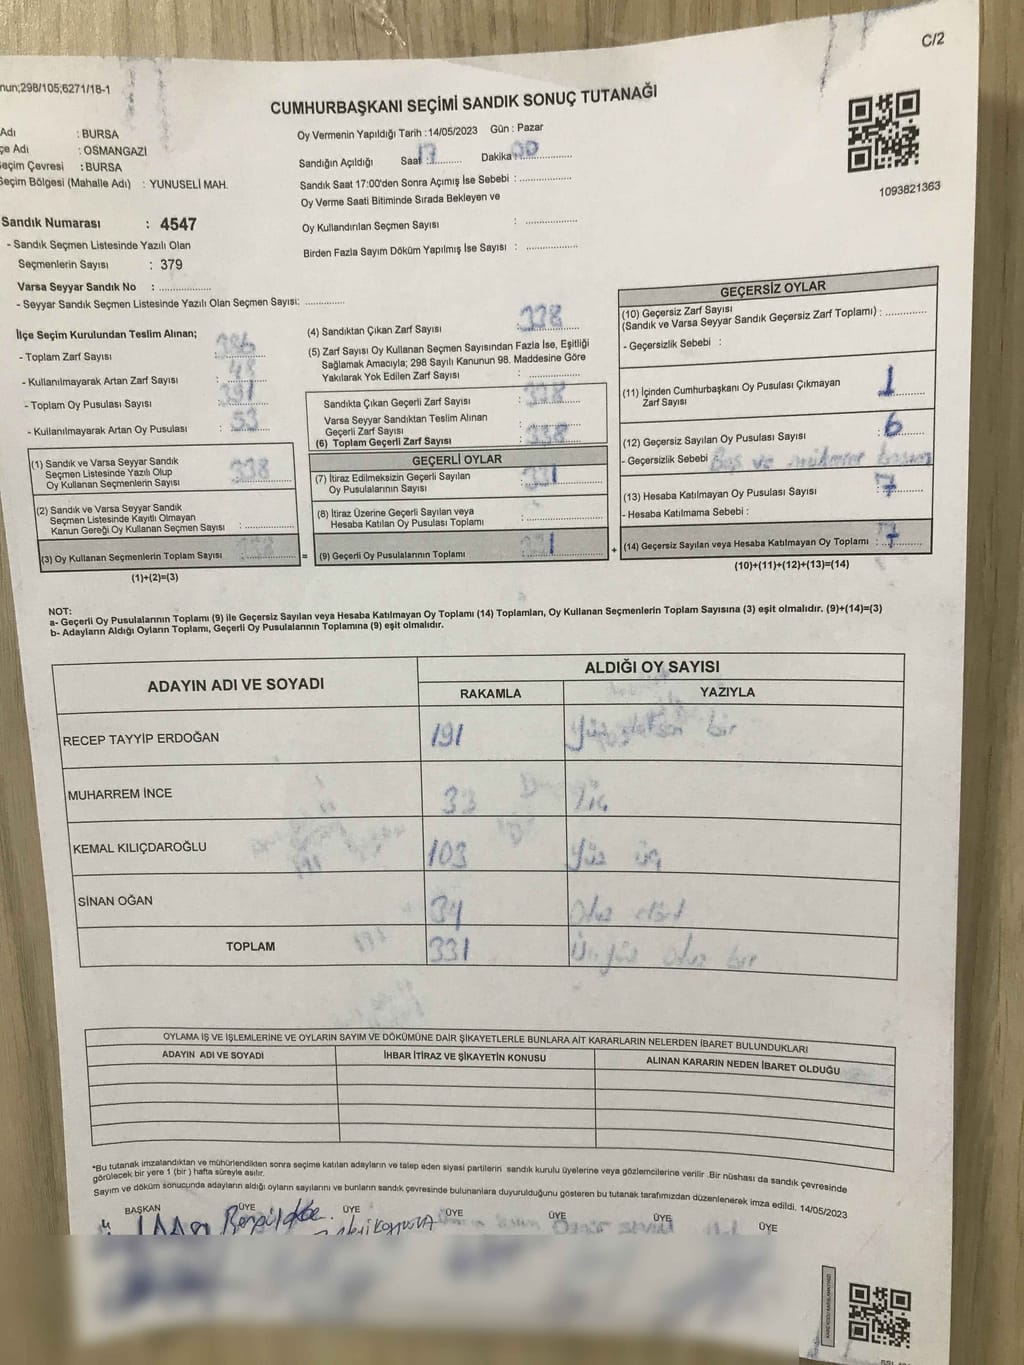 C/2
nun;298/105;6271/18-1
CUMHURBAŞKANI SEÇİMİ SANDIK SONUÇ TUTANAĞI
Adı : BURSA
çe Adı : OSMANGAZİ
eçim Çevresi : BURSA
Seçim Bölgesi (Mahalle Adı) : YUNUSELİ MAH.
Oy Vermenin Yapıldığı Tarih : 14/05/2023 Gün : Pazar
Sandığın Açıldığı Saat : 17 Dakika : 00
Sandık Saat 17:00'den Sonra Açımış İse Sebebi :
Oy Verme Saati Bitiminde Sırada Bekleyen ve
Oy Kullandırılan Seçmen Sayısı :
Birden Fazla Sayım Döküm Yapılmış İse Sayısı :
1093821363
Sandık Numarası : 4547
- Sandık Seçmen Listesinde Yazılı Olan
Seçmenlerin Sayısı : 379
Varsa Seyyar Sandık No :
- Seyyar Sandık Seçmen Listesinde Yazılı Olan Seçmen Sayısı:
İlçe Seçim Kurulundan Teslim Alınan;
- Toplam Zarf Sayısı : 386
- Kullanılmayarak Artan Zarf Sayısı : 48
- Toplam Oy Pusulası Sayısı : 391
- Kullanılmayarak Artan Oy Pusulası : 53
(1) Sandık ve Varsa Seyyar Sandık
Seçmen Listesinde Yazılı Olup
Oy Kullanan Seçmenlerin Sayısı : 338
(2) Sandık ve Varsa Seyyar Sandık
Seçmen Listesinde Kayıtlı Olmayan
Kanun Gereği Oy Kullanan Seçmen Sayısı :
(3) Oy Kullanan Seçmenlerin Toplam Sayısı : 338 =
(1)+(2)=(3)
(4) Sandıktan Çıkan Zarf Sayısı : 338
(5) Zarf Sayısı Oy Kullanan Seçmen Sayısından Fazla İse, Eşitliği
Sağlamak Amacıyla; 298 Sayılı Kanunun 98. Maddesine Göre
Yakılarak Yok Edilen Zarf Sayısı :
Sandıkta Çıkan Geçerli Zarf Sayısı : 338
Varsa Seyyar Sandıktan Teslim Alınan
Geçerli Zarf Sayısı :
(6) Toplam Geçerli Zarf Sayısı : 338
GEÇERLİ OYLAR
(7) İtiraz Edilmeksizin Geçerli Sayılan
Oy Pusulalarının Sayısı : 331
(8) İtiraz Üzerine Geçerli Sayılan veya
Hesaba Katılan Oy Pusulası Toplamı :
(9) Geçerli Oy Pusulalarının Toplamı : 331 +
GEÇERSİZ OYLAR
(10) Geçersiz Zarf Sayısı
(Sandık ve Varsa Seyyar Sandık Geçersiz Zarf Toplamı) :
- Geçersizlik Sebebi :
(11) İçinden Cumhurbaşkanı Oy Pusulası Çıkmayan
Zarf Sayısı : 1
(12) Geçersiz Sayılan Oy Pusulası Sayısı : 6
- Geçersizlik Sebebi : Boş ve mükerrer
(13) Hesaba Katılmayan Oy Pusulası Sayısı : 7
- Hesaba Katılmama Sebebi :
(14) Geçersiz Sayılan veya Hesaba Katılmayan Oy Toplamı : 7
(10)+(11)+(12)+(13)=(14)
NOT:
a- Geçerli Oy Pusulalarının Toplamı (9) ile Geçersiz Sayılan veya Hesaba Katılmayan Oy Toplamı (14) Toplamları, Oy Kullanan Seçmenlerin Toplam Sayısına (3) eşit olmalıdır. (9)+(14)=(3)
b- Adayların Aldığı Oyların Toplamı, Geçerli Oy Pusulalarının Toplamına (9) eşit olmalıdır.
ADAYIN ADI VE SOYADI
ALDIĞI OY SAYISI
RAKAMLA YAZIYLA
RECEP TAYYİP ERDOĞAN 191 Yüz bir
MUHARREM İNCE 33 Üç
KEMAL KILIÇDAROĞLU 103 Yüz üç
SİNAN OĞAN 34 Otuz dört
TOPLAM 331 Üçyüz otuz bir
OYLAMA İŞ VE İŞLEMLERİNE VE OYLARIN SAYIM VE DÖKÜMÜNE DAİR ŞİKAYETLERLE BUNLARA AİT KARARLARIN NELERDEN İBARET BULUNDUKLARI
ADAYIN ADI VE SOYADI İHBAR İTİRAZ VE ŞİKAYETİN KONUSU ALINAN KARARIN NEDEN İBARET OLDUĞU
*Bu tutanak imzalandıktan ve mühürlendikten sonra seçime katılan adayların ve talep eden siyasi partilerin sandık kurulu üyelerine veya gözlemcilerine verilir .Bir nüshası da sandık çevresinde
görülecek bir yere 1 (bir ) hafta süreyle asılır.
Sayım ve döküm sonucunda adayların aldığı oyların sayılarını ve bunların sandık çevresinde bulunanlara duyurulduğunu gösteren bu tutanak tarafımızdan düzenlenerek imza edildi, 14/05/2023
BAŞKAN ÜYE ÜYE ÜYE ÜYE ÜYE ÜYE